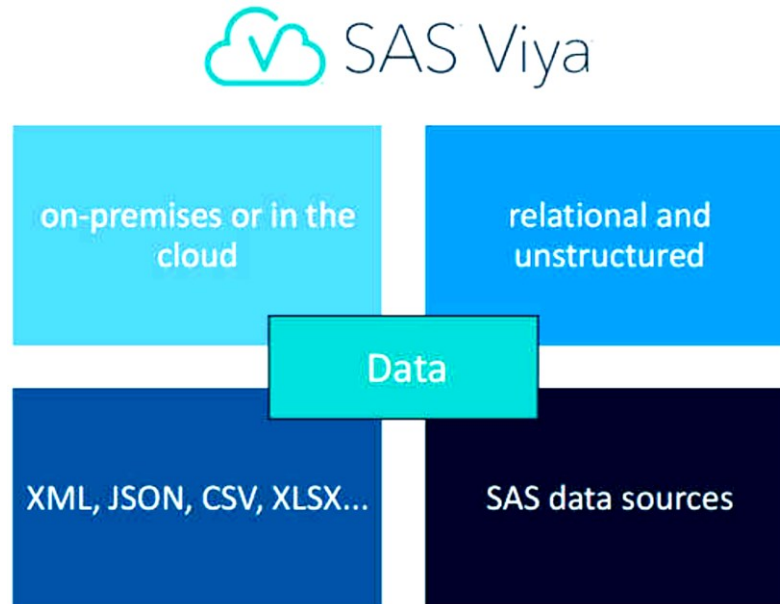 SAS Viya
on-premises or in the
cloud
relational and
unstructured
Data
XML, JSON, CSV, XLSX...
SAS data sources